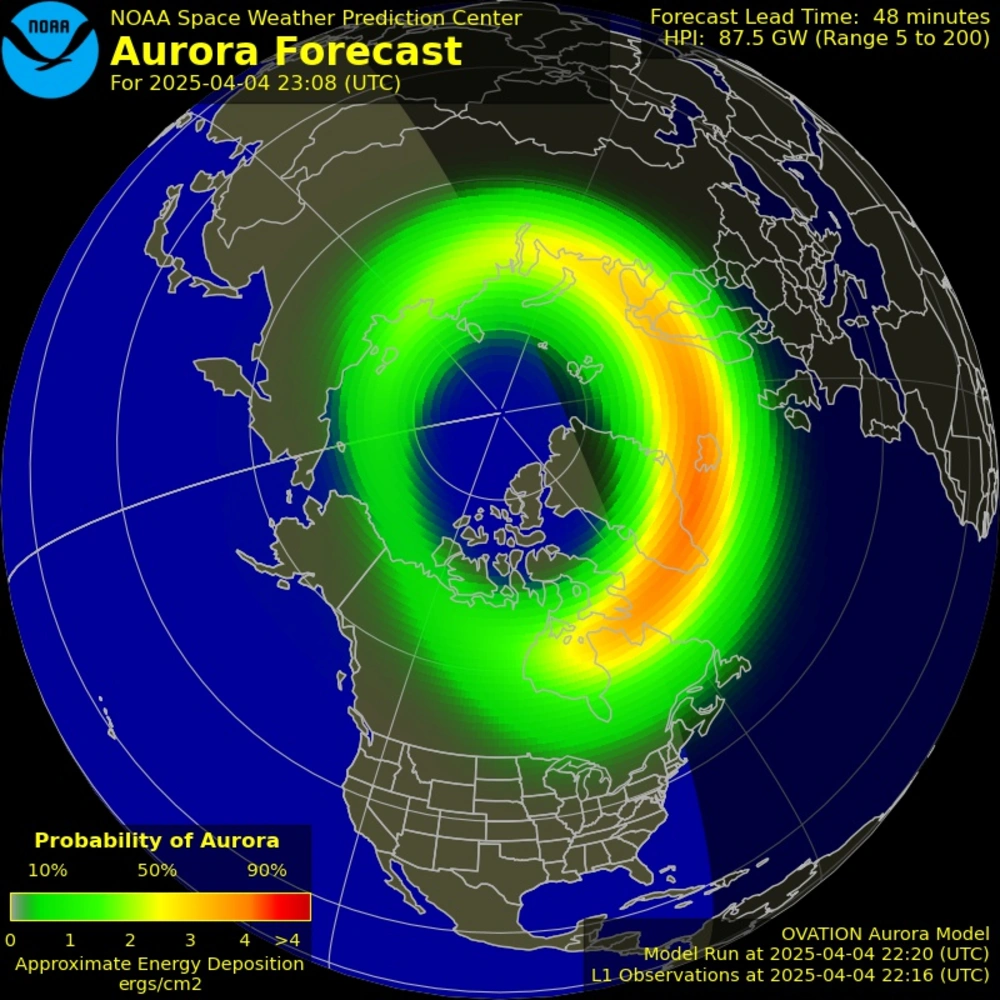 NOAA
NOAA Space Weather Prediction Center
Aurora Forecast
For 2025-04-04 23:08 (UTC)
Forecast Lead Time: 48 minutes
HPI: 87.5 GW (Range 5 to 200)
Probability of Aurora
10% 50% 90%
0 1 2 3 4 >4
Approximate Energy Deposition
ergs/cm2
OVATION Aurora Model
Model Run at 2025-04-04 22:20 (UTC)
L1 Observations at 2025-04-04 22:16 (UTC)